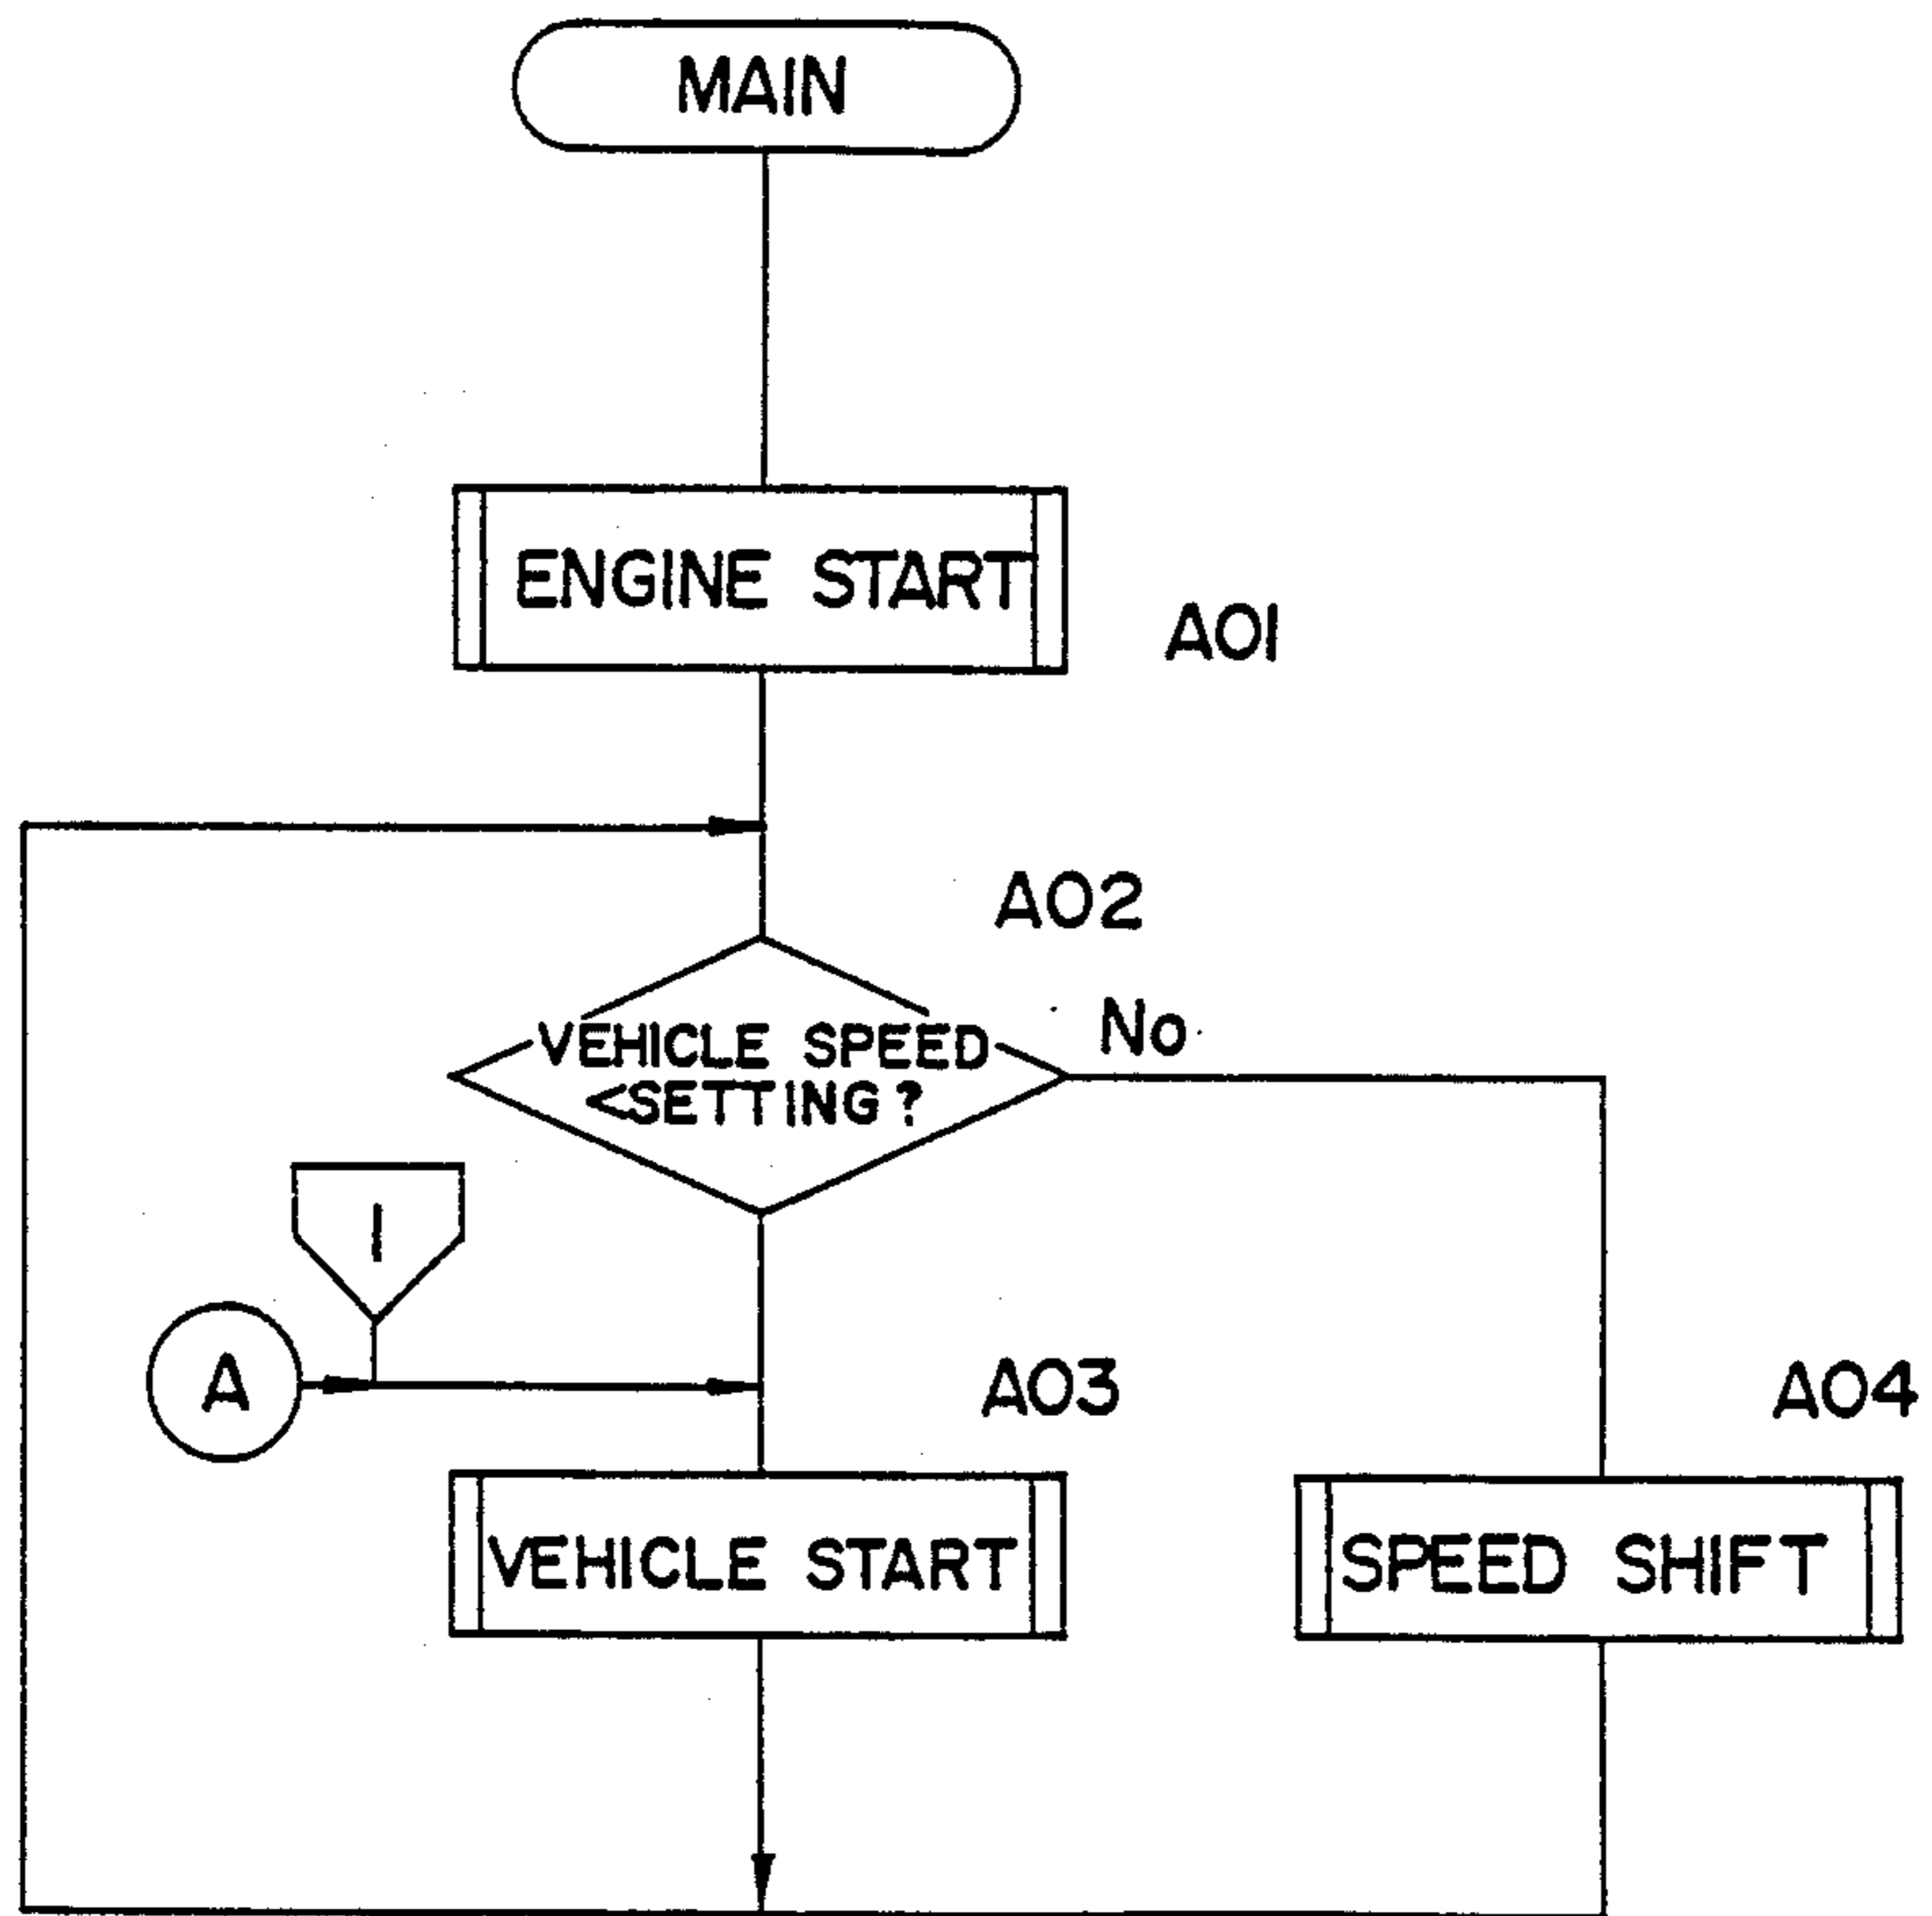 MAIN
ENGINE START
A01
A02
VEHICLE SPEED
<SETTING?
No
1
A
A03
A04
VEHICLE START
SPEED SHIFT